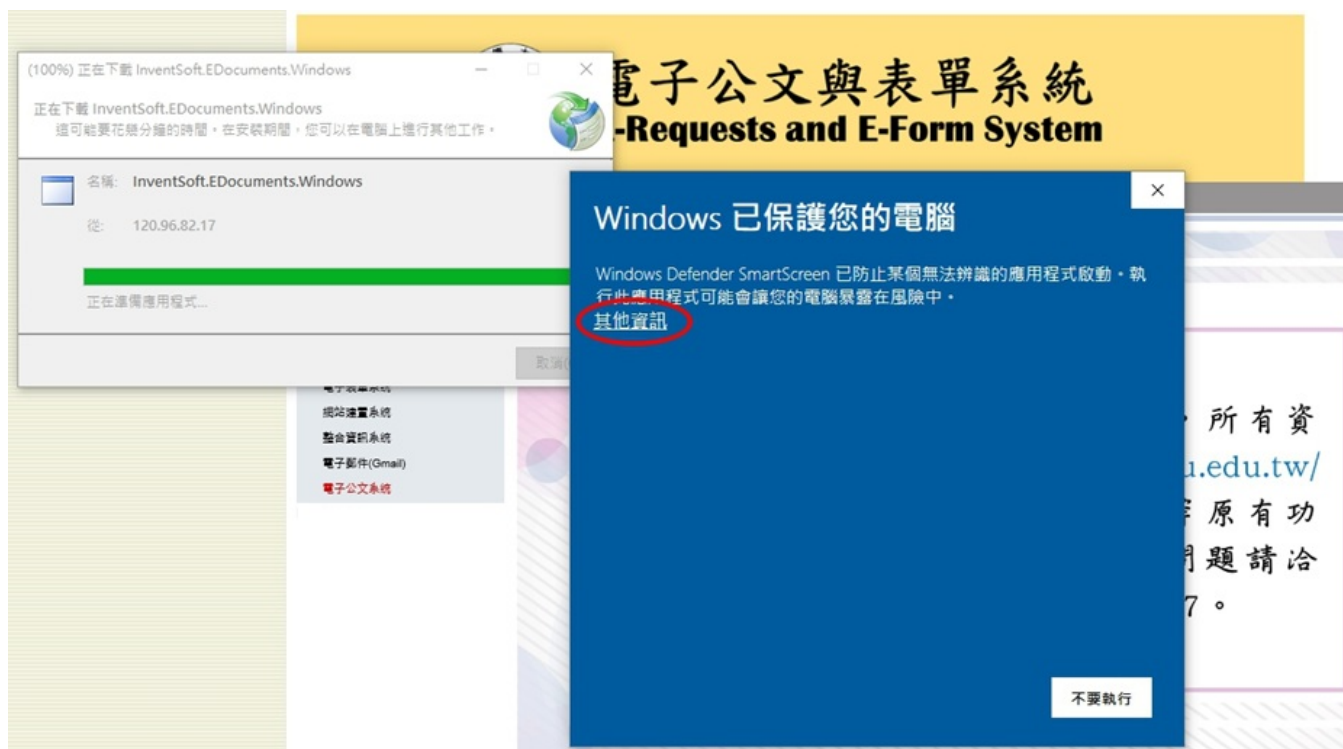 電子公文與表單系統
-Requests and E-Form System
(100%) 正在下載 InventSoft.EDocuments.Windows
正在下載 InventSoft.EDocuments.Windows
這可能要花幾分鐘的時間。在安裝期間，您可以在電腦上進行其他工作。
名稱: InventSoft.EDocuments.Windows
從: 120.96.82.17
正在準備應用程式...
取消(
Windows 已保護您的電腦
Windows Defender SmartScreen 已防止某個無法辨識的應用程式啟動。執
行此應用程式可能會讓您的電腦暴露在風險中。
其他資訊
不要執行
電子表單系統
網站建置系統
整合資訊系統
電子郵件(Gmail)
電子公文系統
，所有資
u.edu.tw/
原有功
問題請洽
7。